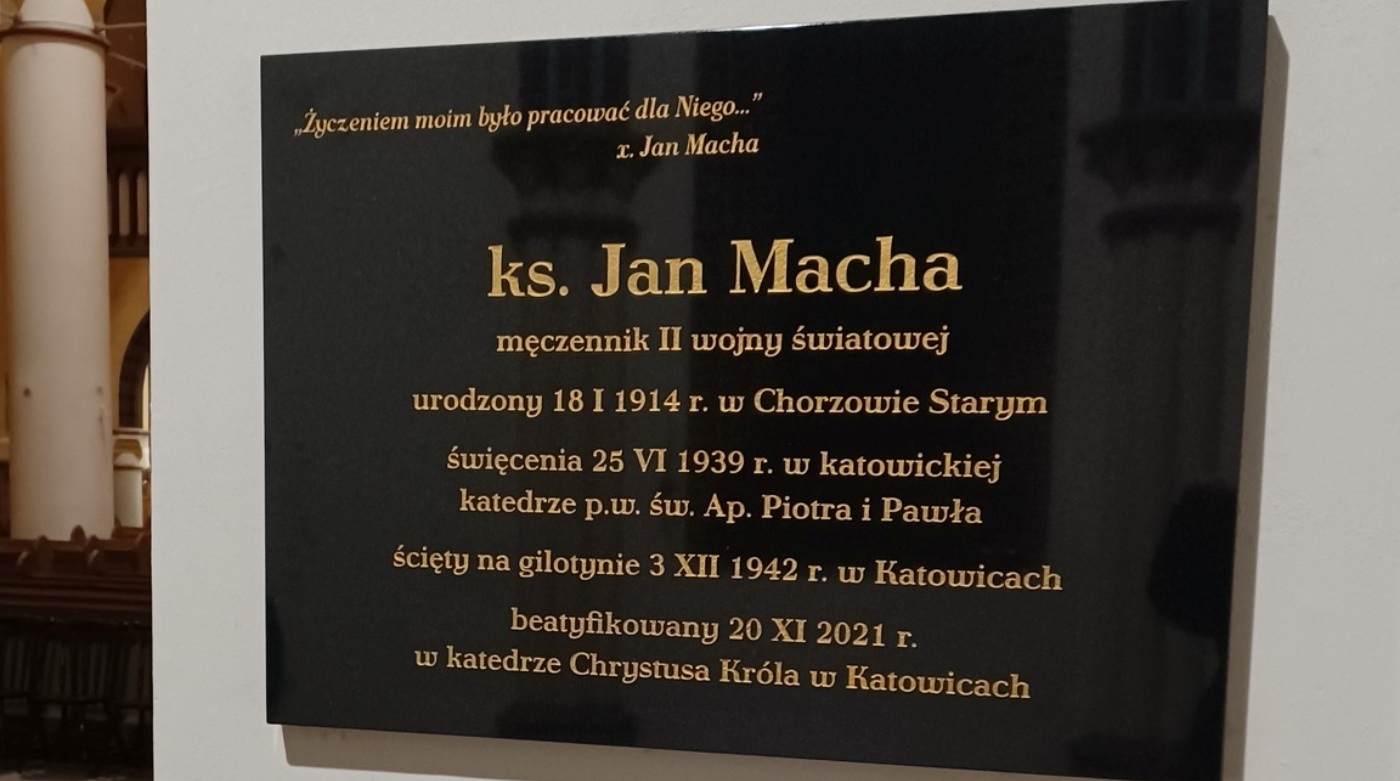 „Życzeniem moim było pracować dla Niego...”
x. Jan Macha
ks. Jan Macha
męczennik II wojny światowej
urodzony 18 I 1914 r. w Chorzowie Starym
święcenia 25 VI 1939 r. w katowickiej
katedrze p.w. św. Ap. Piotra i Pawła
ścięty na gilotynie 3 XII 1942 r. w Katowicach
beatyfikowany 20 XI 2021 r.
w katedrze Chrystusa Króla w Katowicach